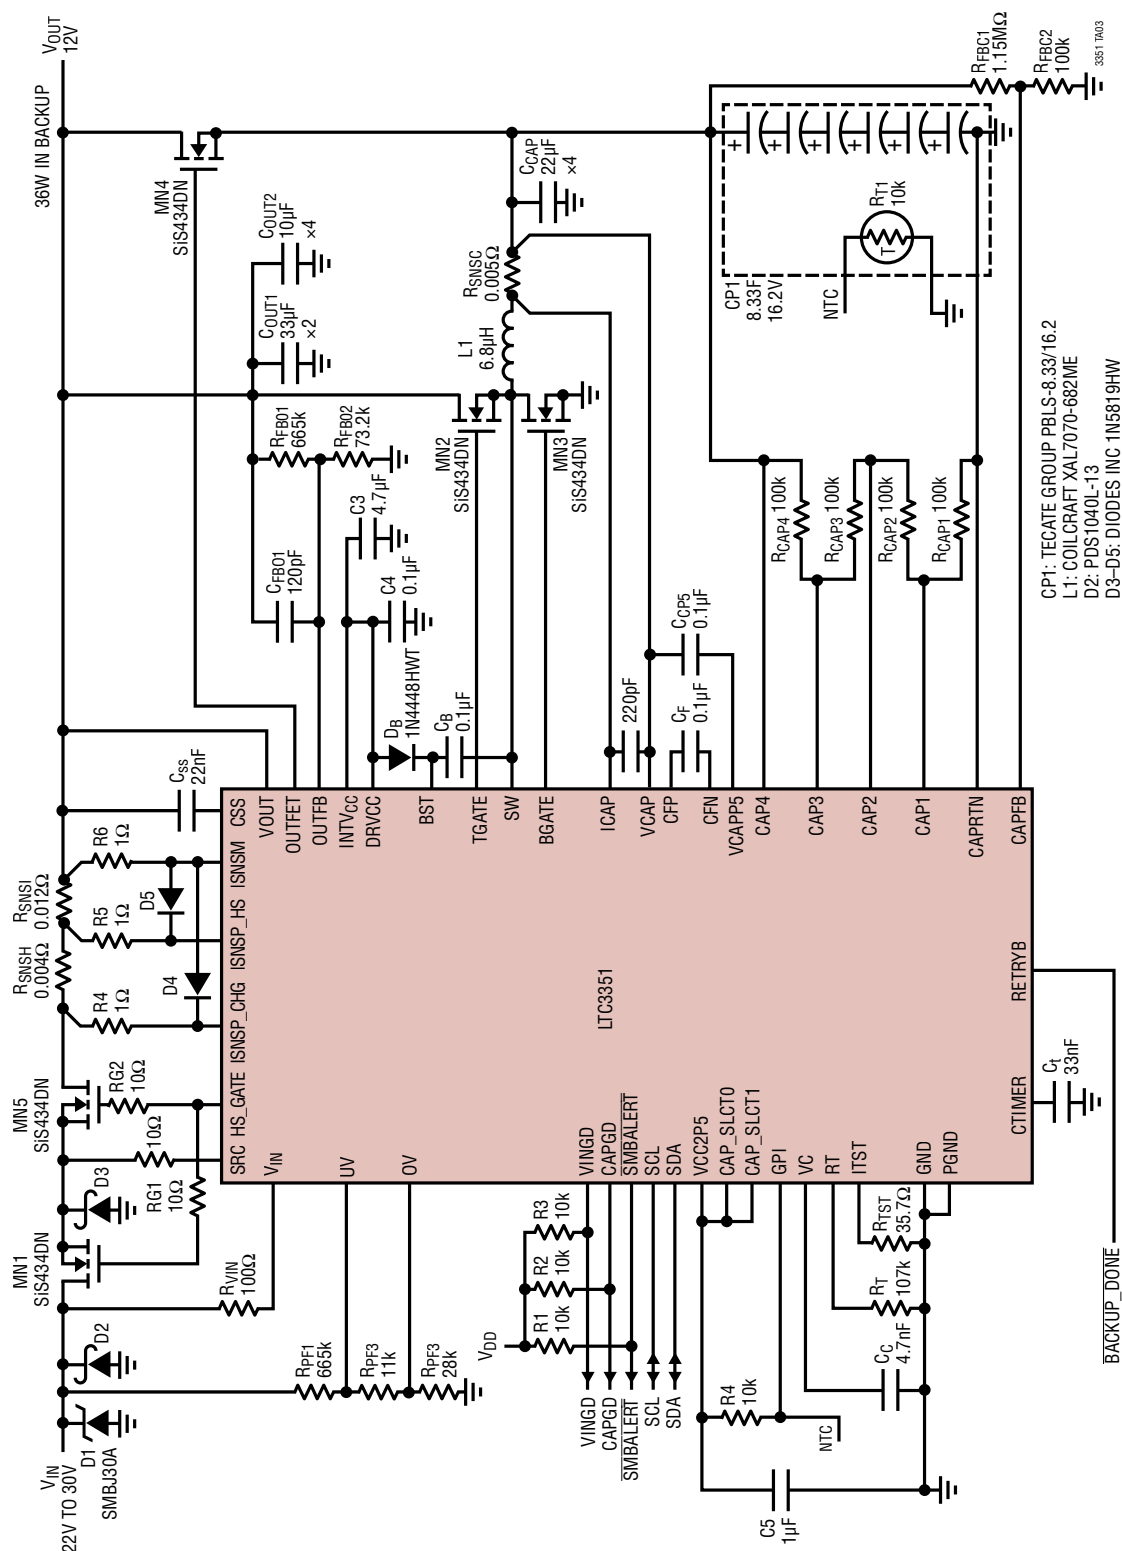 VIN
22V TO 30V
D1
SMBJ30A
D2
MN1
SiS434DN
D3
MN5
SiS434DN
RSNSH
0.004Ω
RSNSI
0.012Ω
36W IN BACKUP
VOUT
12V
RVIN
100Ω
RG1
10Ω
10Ω
RG2
10Ω
R4
1Ω
R5
1Ω
R6
1Ω
D4
D5
Css
22nF
MN4
SiS434DN
RPF1
665k
RPF3
11k
RPF3
28k
SRC
HS_GATE
ISNSP_CHG
ISNSP_HS
ISNSM
CSS
VIN
UV
OV
VINGD
CAPGD
SMBALERT
SCL
SDA
VCC2P5
CAP_SLCT0
CAP_SLCT1
GPI
VC
RT
ITST
GND
PGND
LTC3351
VOUT
OUTFET
OUTFB
INTVCC
DRVCC
BST
TGATE
SW
BGATE
ICAP
VCAP
CFP
CFN
VCAPP5
CAP4
CAP3
CAP2
CAP1
CAPRTN
CAPFB
CTIMER
RETRYB
VDD
R1
10k
R2
10k
R3
10k
VINGD
CAPGD
SMBALERT
SCL
SDA
R4
10k
NTC
C5
1µF
CC
4.7nF
RT
107k
RTST
35.7Ω
Ct
33nF
BACKUP_DONE
CFBO1
120pF
RFBO1
665k
RFBO2
73.2k
COUT1
33µF
×2
COUT2
10µF
×4
C3
4.7µF
C4
0.1µF
DB
1N4448HWT
CB
0.1µF
MN2
SiS434DN
MN3
SiS434DN
L1
6.8µH
RSNSC
0.005Ω
CCAP
22µF
×4
220pF
CF
0.1µF
CCP5
0.1µF
RCAP4 100k
RCAP3 100k
RCAP2 100k
RCAP1 100k
CP1
8.33F
16.2V
NTC
RT1
10k
T
+
+
+
+
+
+
RFBC1
1.15MΩ
RFBC2
100k
3351 TA03
CP1: TECATE GROUP PBLS-8.33/16.2
L1: COILCRAFT XAL7070-682ME
D2: PDS1040L-13
D3–D5: DIODES INC 1N5819HW